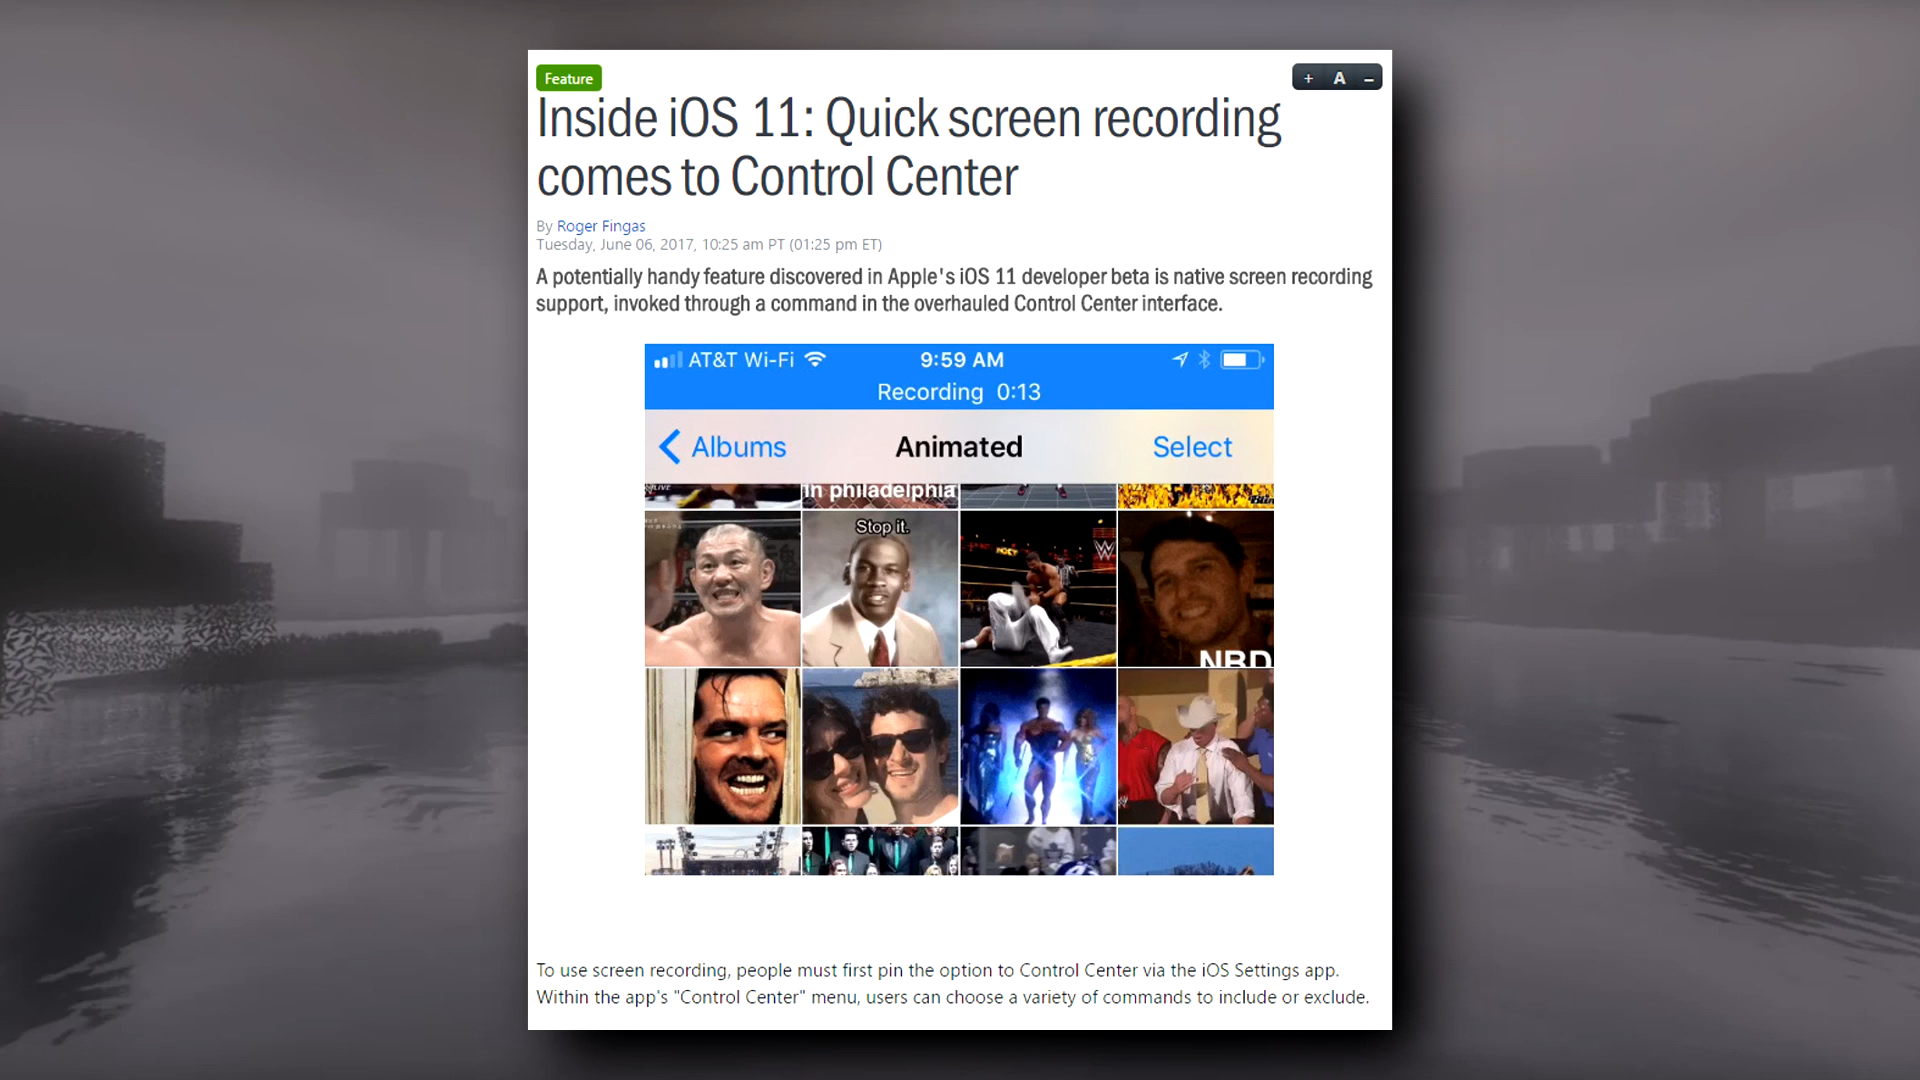 Feature
+ A –
Inside iOS 11: Quick screen recording
comes to Control Center
By Roger Fingas
Tuesday, June 06, 2017, 10:25 am PT (01:25 pm ET)
A potentially handy feature discovered in Apple's iOS 11 developer beta is native screen recording
support, invoked through a command in the overhauled Control Center interface.
AT&T Wi-Fi 9:59 AM
Recording 0:13
Albums Animated Select
in philadelphia
Stop it.
NBD
To use screen recording, people must first pin the option to Control Center via the iOS Settings app.
Within the app's "Control Center" menu, users can choose a variety of commands to include or exclude.